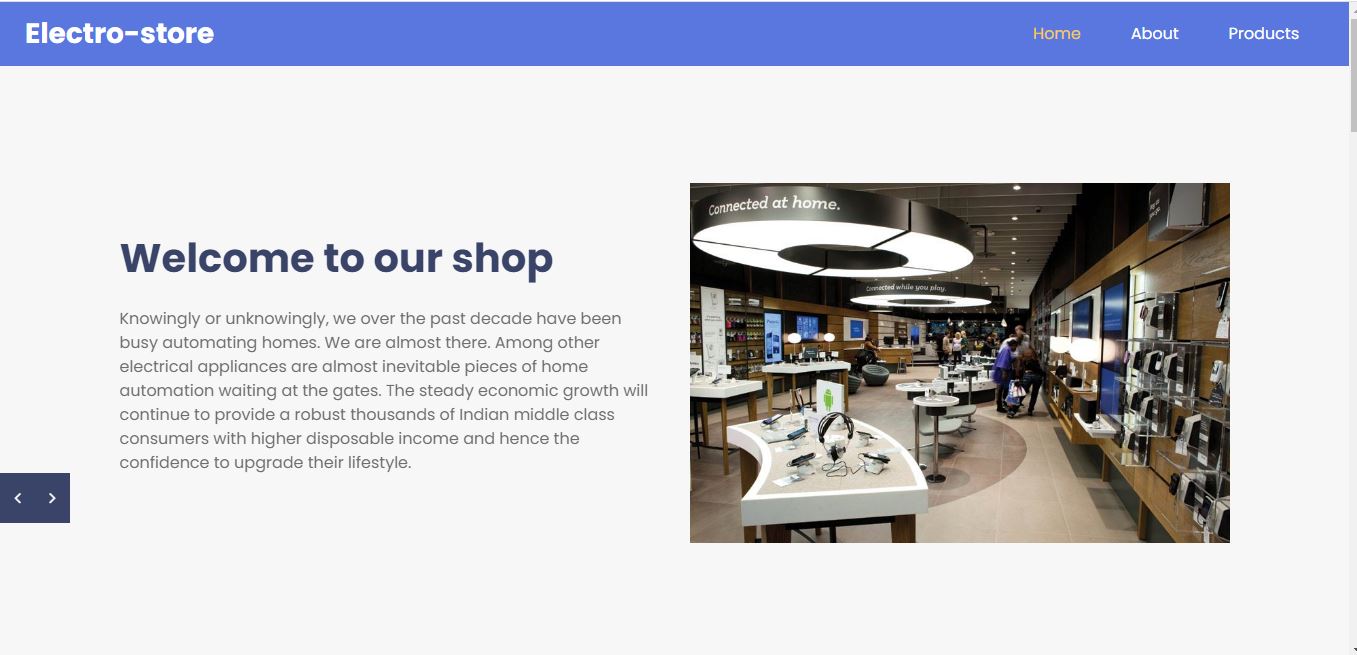 Electro-store
Home About Products
Welcome to our shop
Knowingly or unknowingly, we over the past decade have been
busy automating homes. We are almost there. Among other
electrical appliances are almost inevitable pieces of home
automation waiting at the gates. The steady economic growth will
continue to provide a robust thousands of Indian middle class
consumers with higher disposable income and hence the
confidence to upgrade their lifestyle.
Connected at home.
Connected while you play.